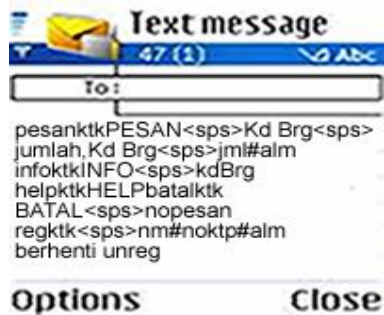 Text message
47 (1) Abc
To:
pesanktkPESAN<sps>Kd Brg<sps>
jumlah,Kd Brg<sps>jml#alm
infoktkINFO<sps>kdBrg
helpktkHELPbatalktk
BATAL<sps>nopesan
regktk<sps>nm#noktp#alm
berhenti unreg
Options Close